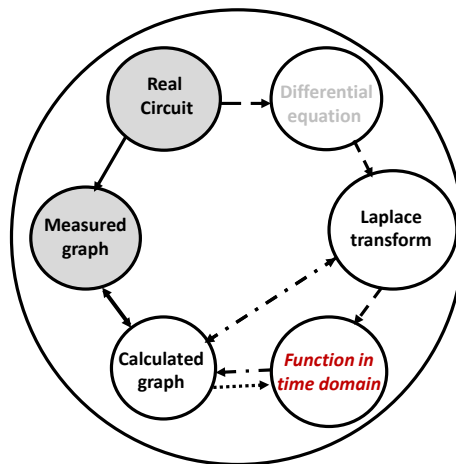 Real
Circuit
Differential
equation
Measured
graph
Laplace
transform
Calculated
graph
Function in
time domain